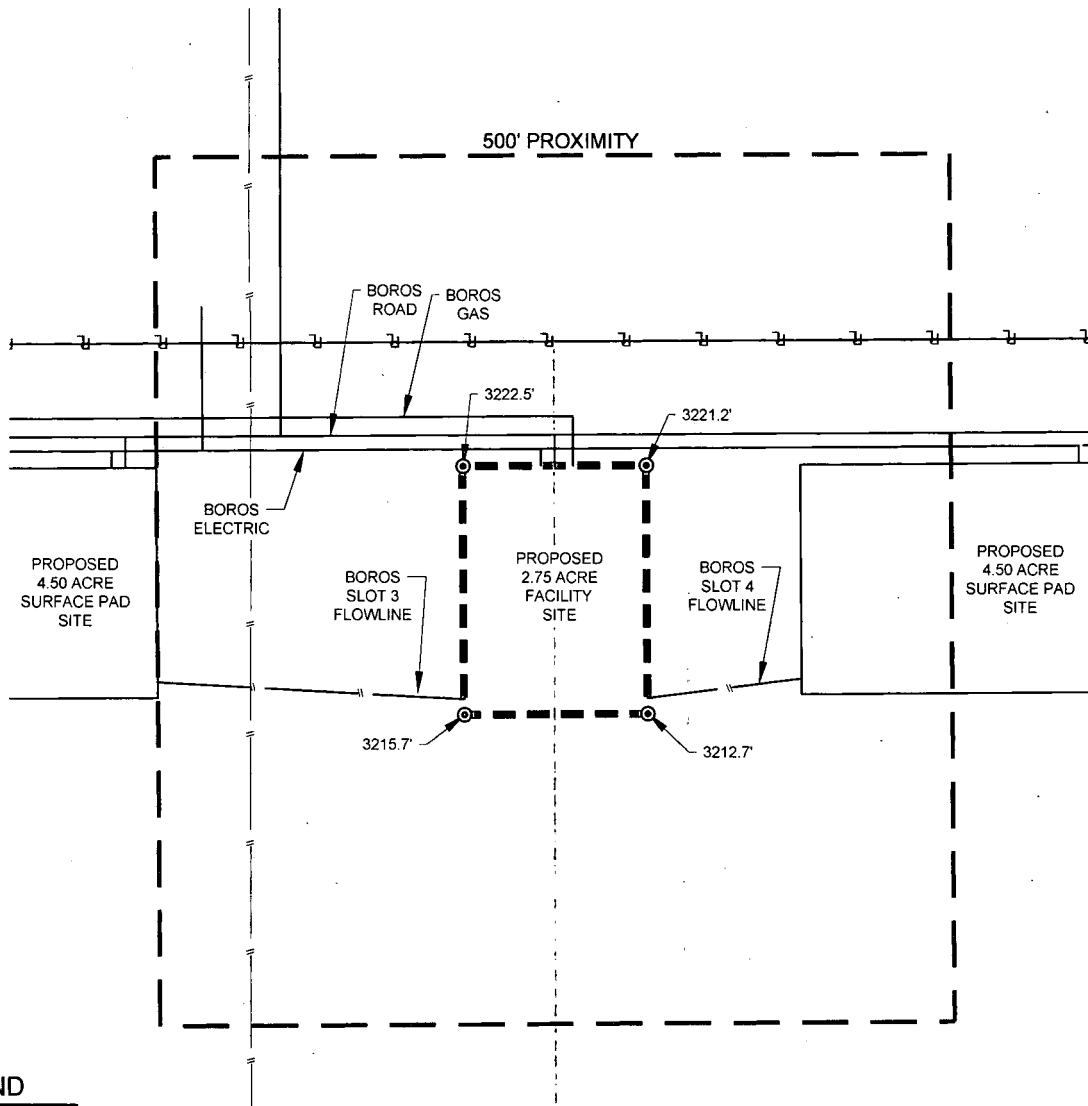 500' PROXIMITY
BOROS
ROAD
BOROS
GAS
3222.5'
3221.2'
BOROS
ELECTRIC
PROPOSED
4.50 ACRE
SURFACE PAD
SITE
BOROS
SLOT 3
FLOWLINE
PROPOSED
2.75 ACRE
FACILITY
SITE
BOROS
SLOT 4
FLOWLINE
PROPOSED
4.50 ACRE
SURFACE PAD
SITE
3215.7'
3212.7'
ND